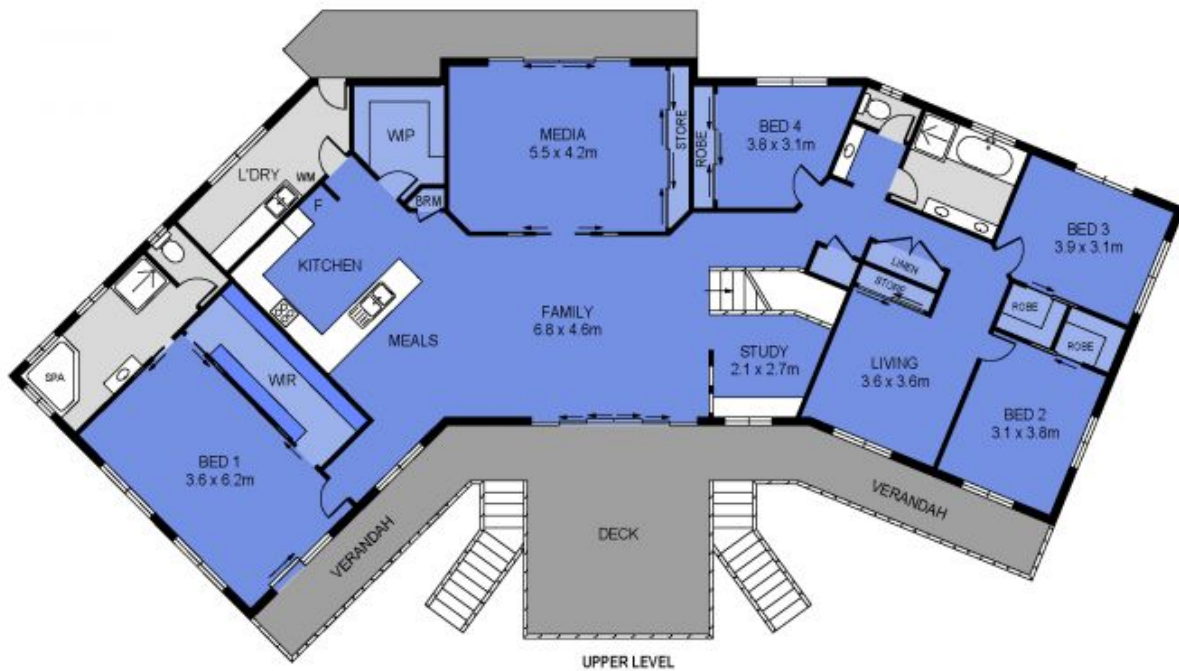 MEDIA
5.5 x 4.2m
STORE
ROBE
BED 4
3.8 x 3.1m
WIP
L'DRY
WM
F
BRM
BED 3
3.9 x 3.1m
KITCHEN
LINEN
STORE
ROBE
ROBE
FAMILY
6.8 x 4.6m
MEALS
STUDY
2.1 x 2.7m
LIVING
3.6 x 3.6m
SPA
WIR
BED 2
3.1 x 3.8m
BED 1
3.6 x 6.2m
VERANDAH
DECK
VERANDAH
UPPER LEVEL